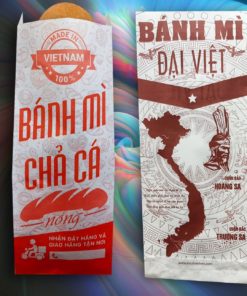 MADE IN
VIETNAM
100%
BÁNH MÌ
CHẢ CÁ
nóng
NHẬN ĐẶT HÀNG VÀ
GIAO HÀNG TẬN NƠI
BÁNH MÌ
ĐẠI VIỆT
QUẦN ĐẢO
HOÀNG SA
QUẦN ĐẢO
TRƯỜNG SA